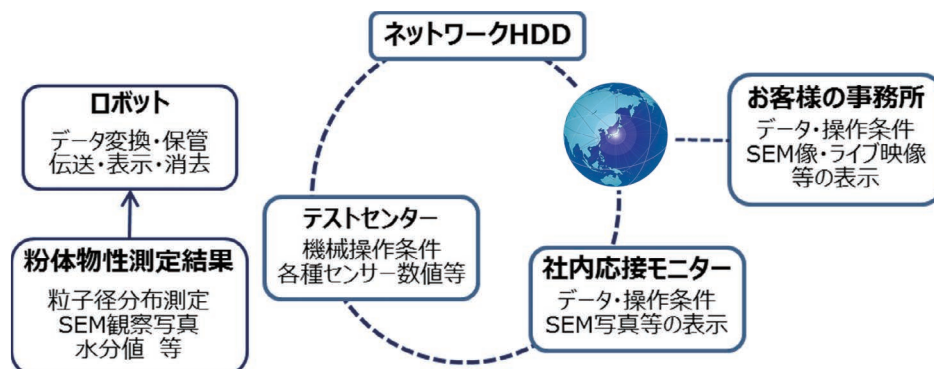 ネットワークHDD
ロボット
データ変換・保管
伝送・表示・消去
お客様の事務所
データ・操作条件
SEM像・ライブ映像
等の表示
テストセンター
機械操作条件
各種センサー数値等
粉体物性測定結果
粒子径分布測定
SEM観察写真
水分値 等
社内応接モニター
データ・操作条件
SEM写真等の表示